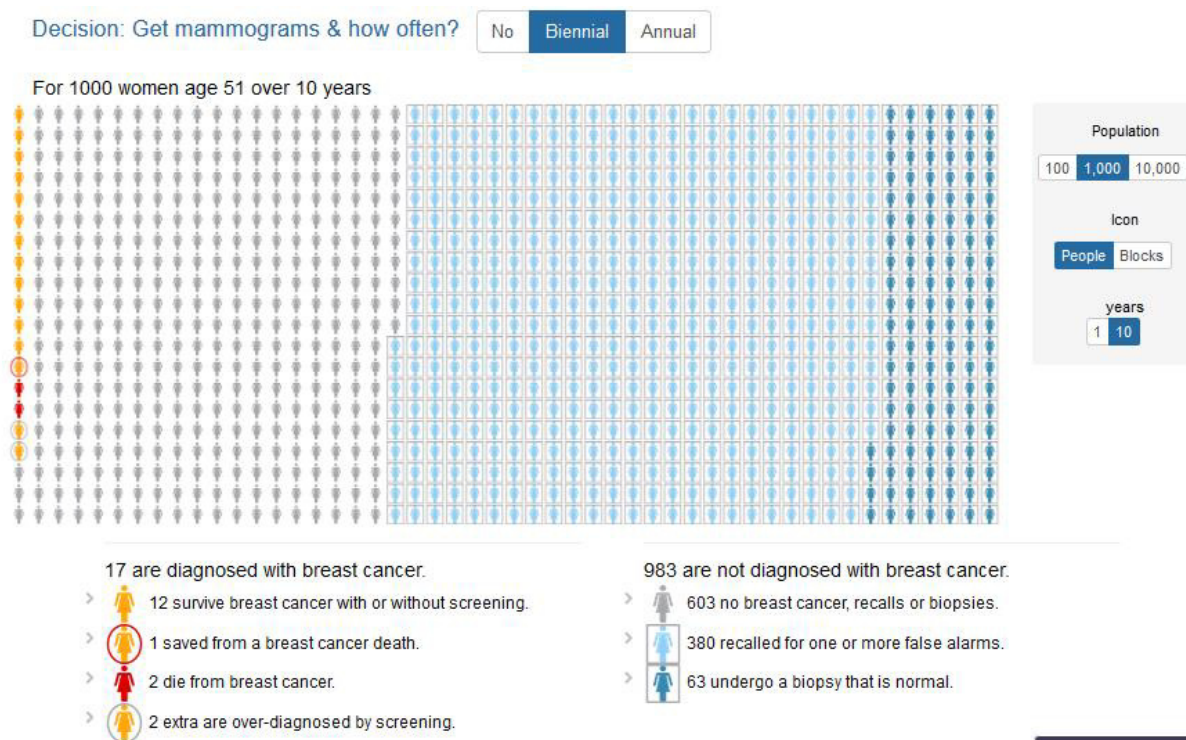 Decision: Get mammograms & how often?
No Biennial Annual
For 1000 women age 51 over 10 years
Population
100 1,000 10,000
Icon
People Blocks
years
1 10
17 are diagnosed with breast cancer.
12 survive breast cancer with or without screening.
1 saved from a breast cancer death.
2 die from breast cancer.
2 extra are over-diagnosed by screening.
983 are not diagnosed with breast cancer.
603 no breast cancer, recalls or biopsies.
380 recalled for one or more false alarms.
63 undergo a biopsy that is normal.